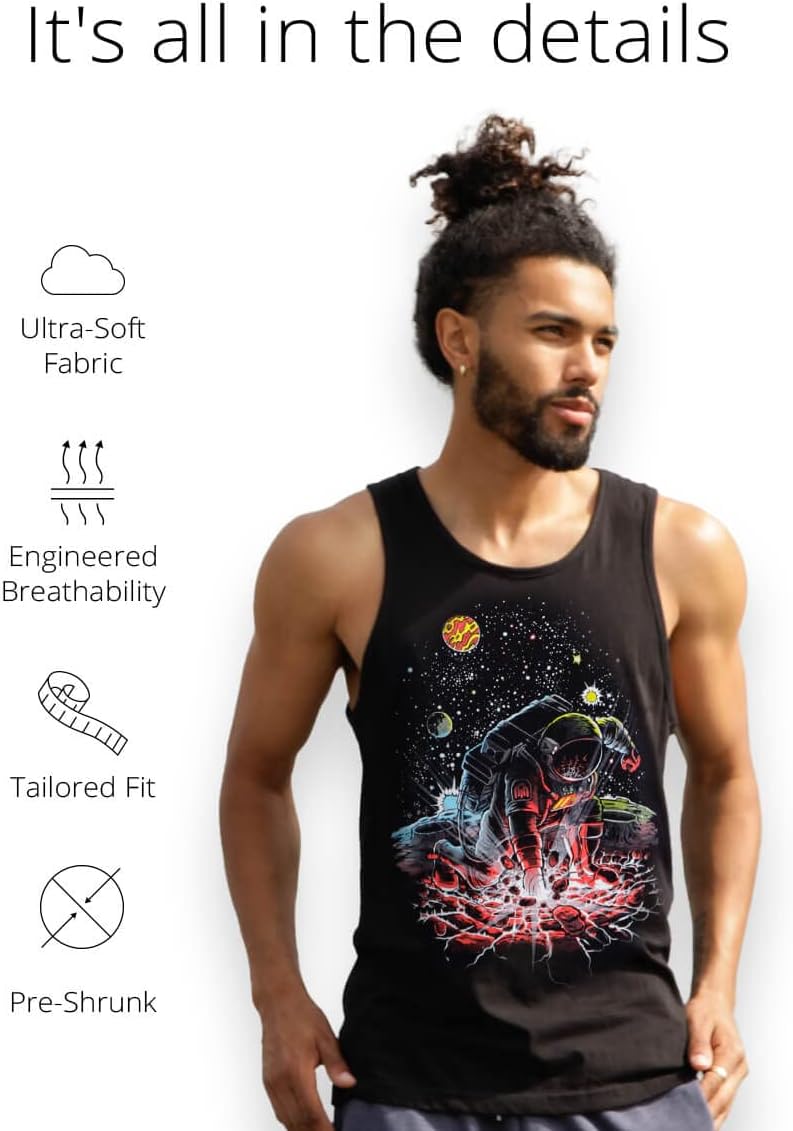 It's all in the details
Ultra-Soft
Fabric
Engineered
Breathability
Tailored Fit
Pre-Shrunk